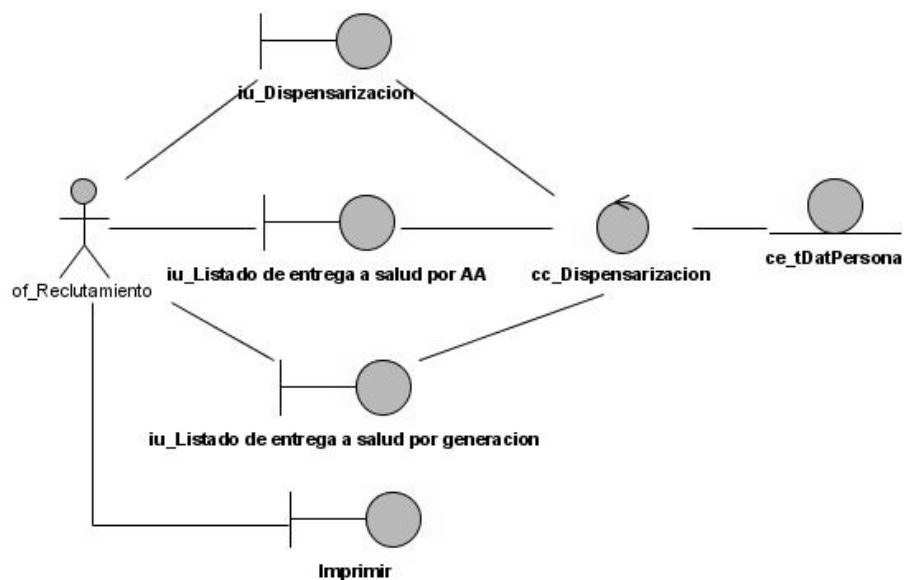 iu_Dispensarizacion
of_Reclutamiento
iu_Listado de entrega a salud por AA
cc_Dispensarizacion
ce_tDatPersona
iu_Listado de entrega a salud por generacion
Imprimir